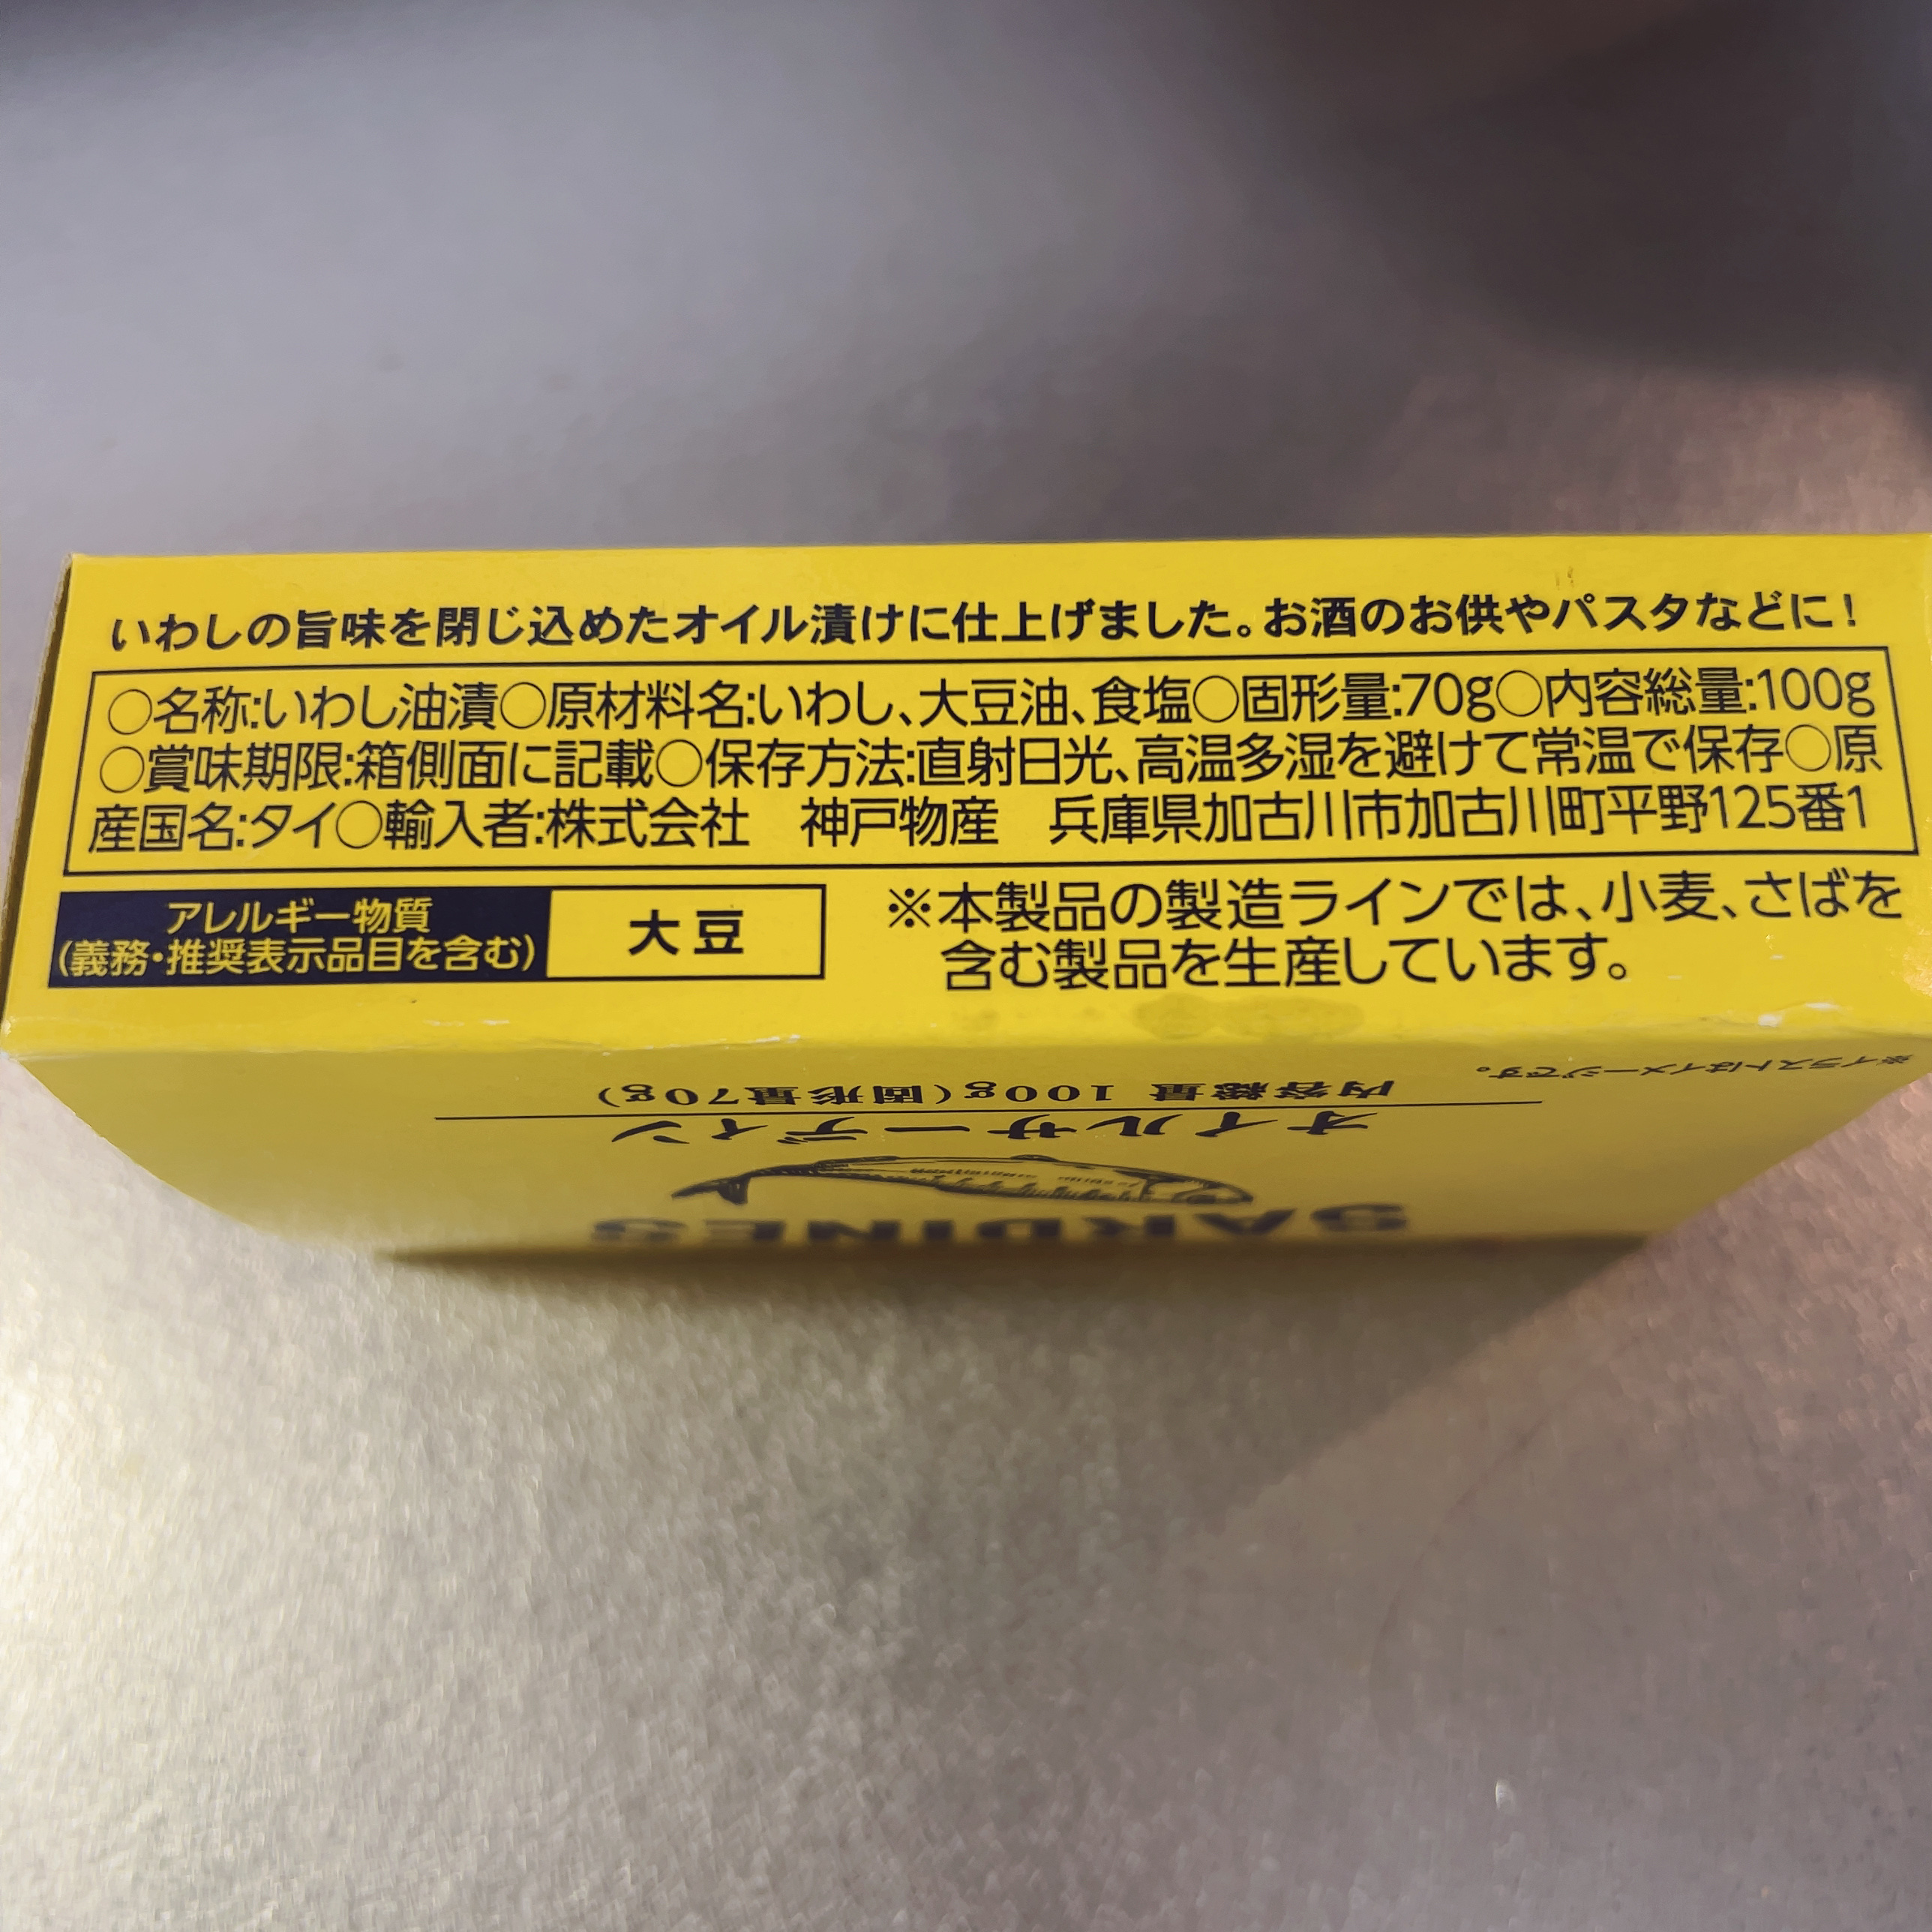 いわしの旨味を閉じ込めたオイル漬けに仕上げました。お酒のお供やパスタなどに!
○名称:いわし油漬○原材料名:いわし、大豆油、食塩○固形量:70g○内容総量:100g
○賞味期限:箱側面に記載○保存方法:直射日光、高温多湿を避けて常温で保存○原
産国名:タイ○輸入者:株式会社 神戸物産 兵庫県加古川市加古川町平野125番1
アレルギー物質
(義務・推奨表示品目を含む)
大豆
※本製品の製造ラインでは、小麦、さばを
含む製品を生産しています。
※イラストはイメージです。
内容総量 100g(固形量70g)
オイルサーディン
SARDINES